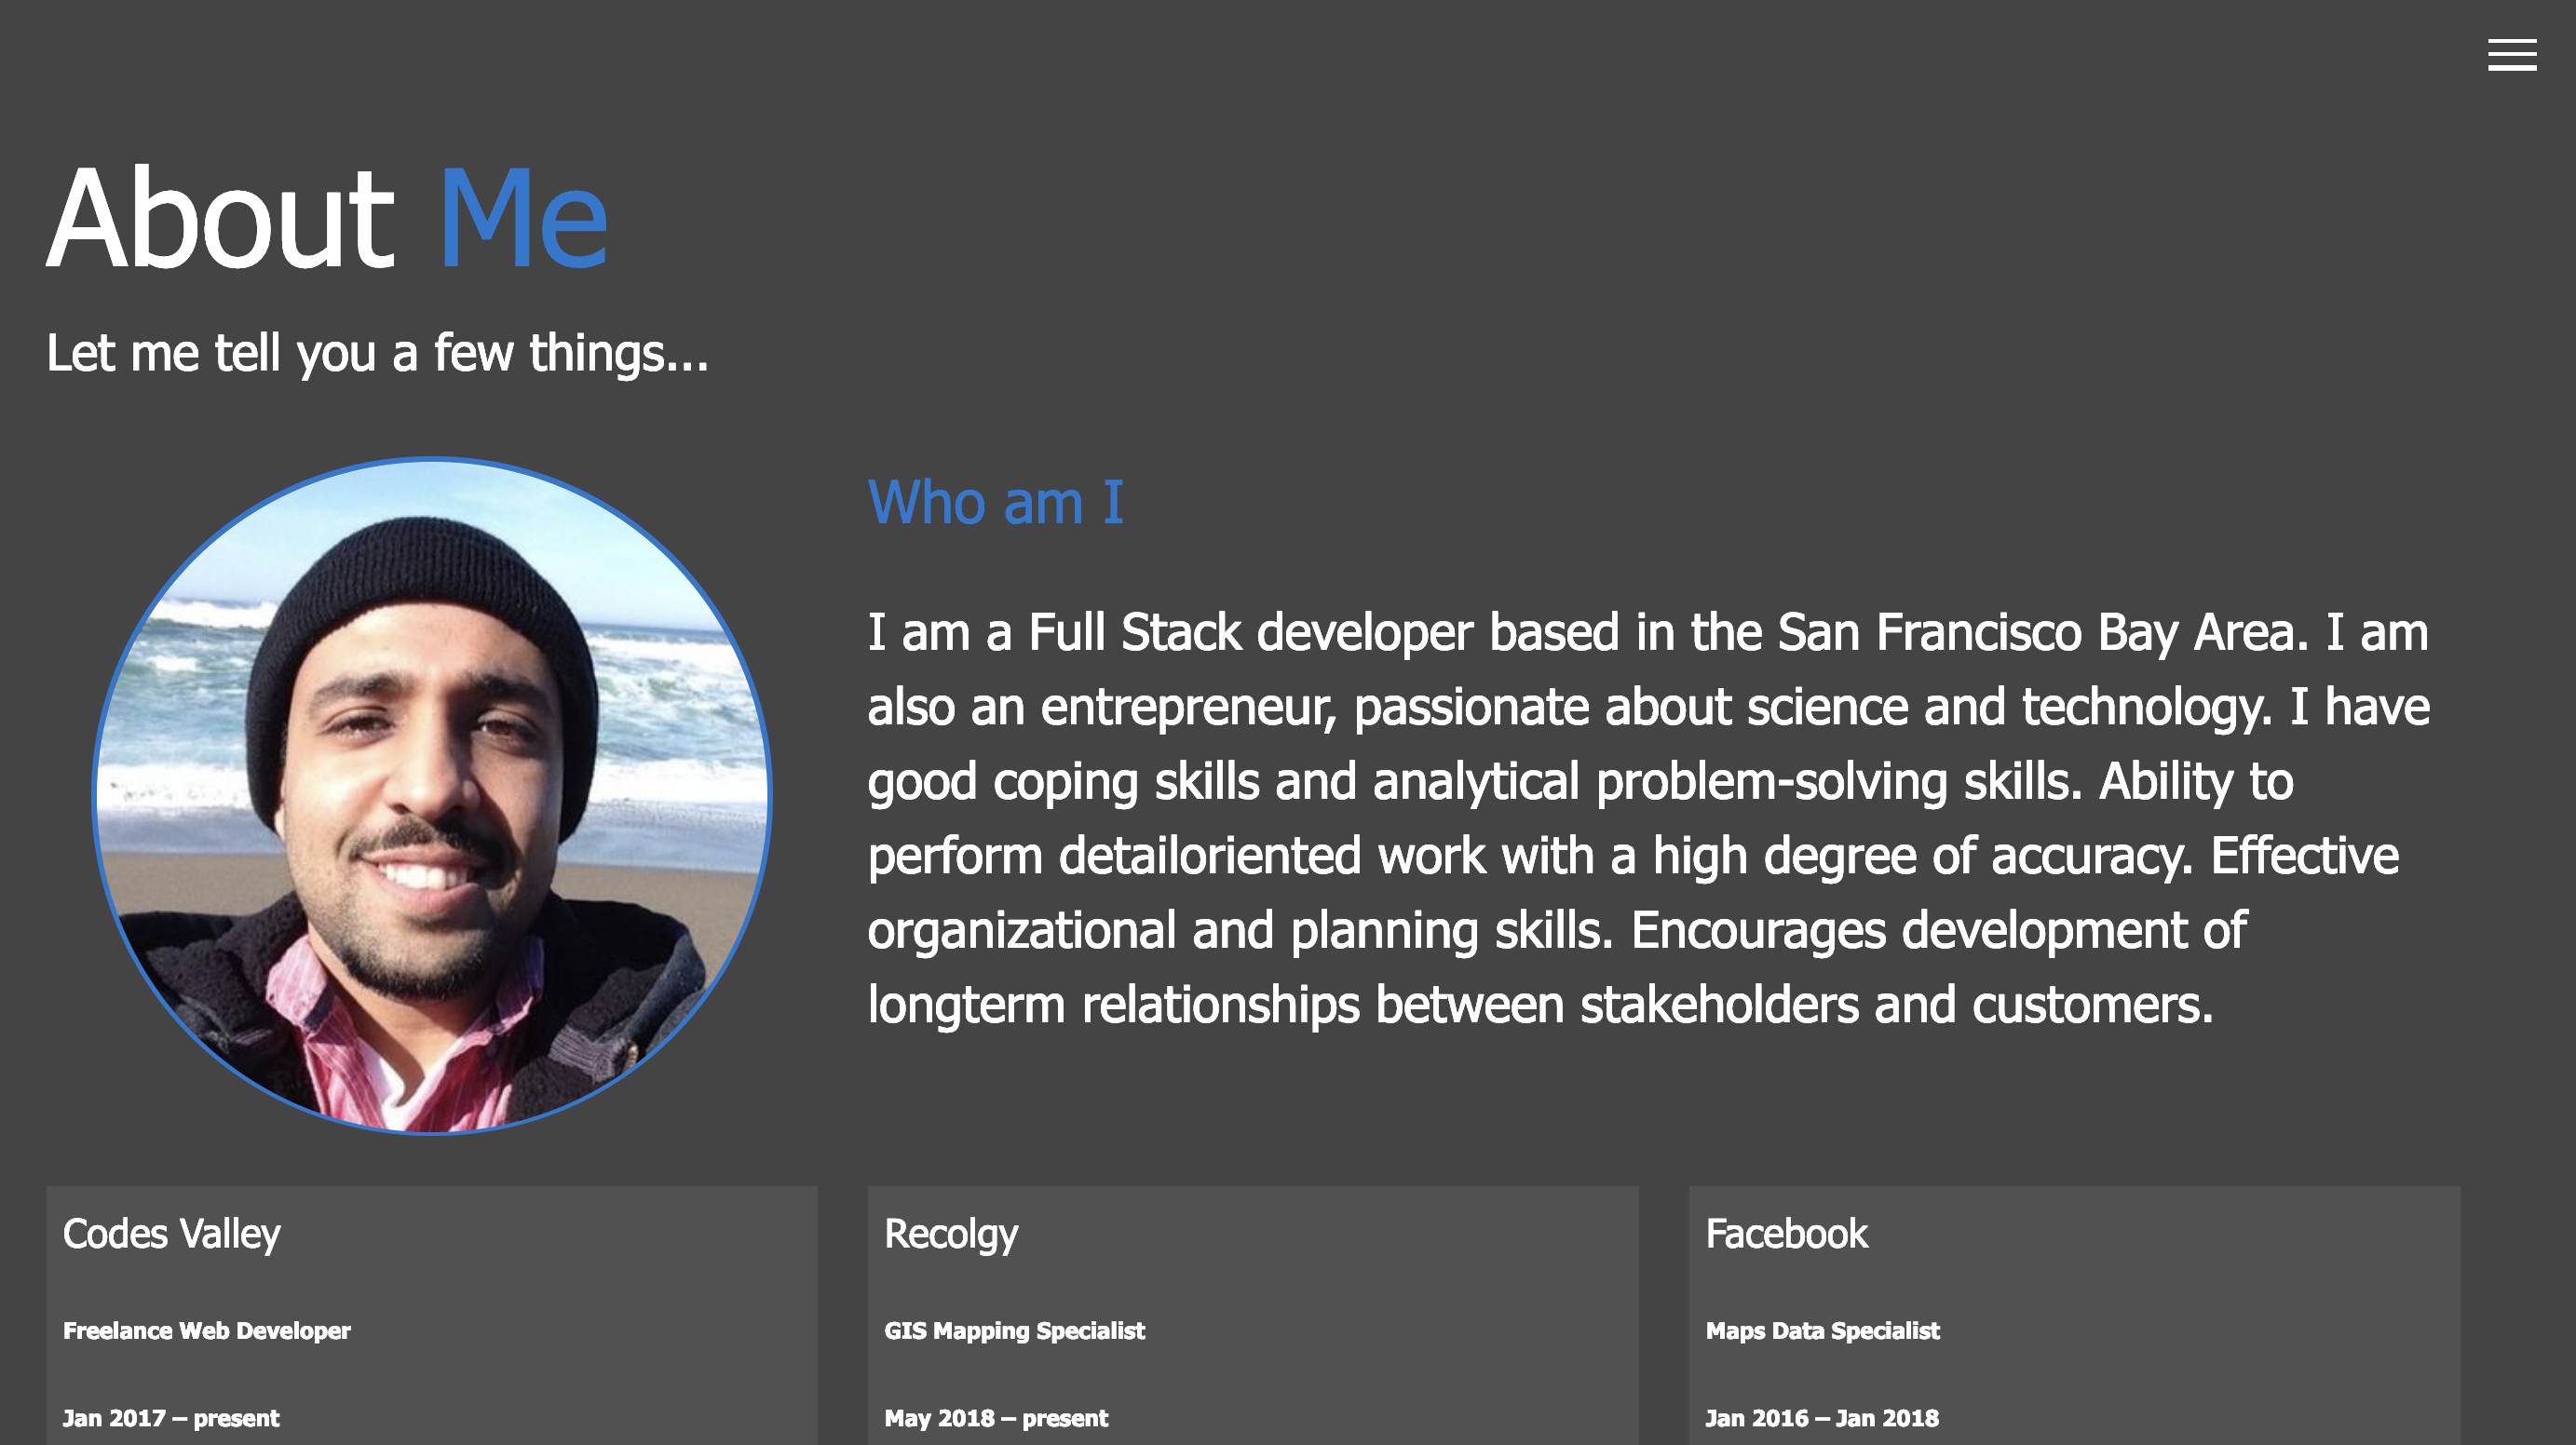 About Me
Let me tell you a few things...
Who am I
I am a Full Stack developer based in the San Francisco Bay Area. I am
also an entrepreneur, passionate about science and technology. I have
good coping skills and analytical problem-solving skills. Ability to
perform detailoriented work with a high degree of accuracy. Effective
organizational and planning skills. Encourages development of
longterm relationships between stakeholders and customers.
Codes Valley
Freelance Web Developer
Jan 2017 – present
Recolgy
GIS Mapping Specialist
May 2018 – present
Facebook
Maps Data Specialist
Jan 2016 – Jan 2018